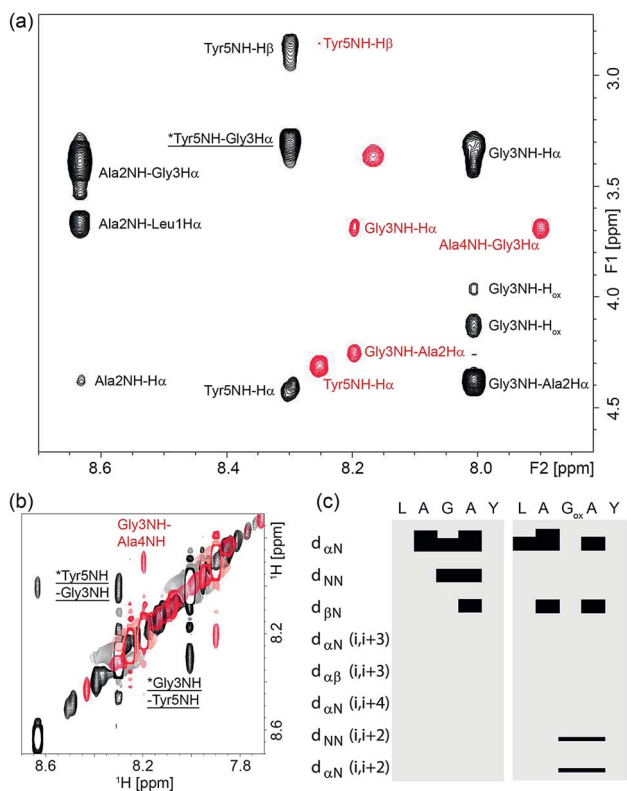 (a)
Tyr5NH-Hβ
Tyr5NH-Hβ
*Tyr5NH-Gly3Hα
Ala2NH-Gly3Hα
Gly3NH-Hα
Ala2NH-Leu1Hα
Gly3NH-Hα
Ala4NH-Gly3Hα
Gly3NH-Hox
Gly3NH-Hox
Gly3NH-Ala2Hα
Ala2NH-Hα
Tyr5NH-Hα
Tyr5NH-Hα
Gly3NH-Ala2Hα
3.0
3.5
4.0
4.5
F1 [ppm]
8.6
8.4
8.2
8.0
F2 [ppm]
(b)
Gly3NH-
Ala4NH
*Tyr5NH
-Gly3NH
*Gly3NH
-Tyr5NH
¹H [ppm]
8.2
8.6
8.6
8.2
7.8
¹H [ppm]
(c)
L A G A Y
L A Gox A Y
dαN
dNN
dβN
dαN (i,i+3)
dαβ (i,i+3)
dαN (i,i+4)
dNN (i,i+2)
dαN (i,i+2)